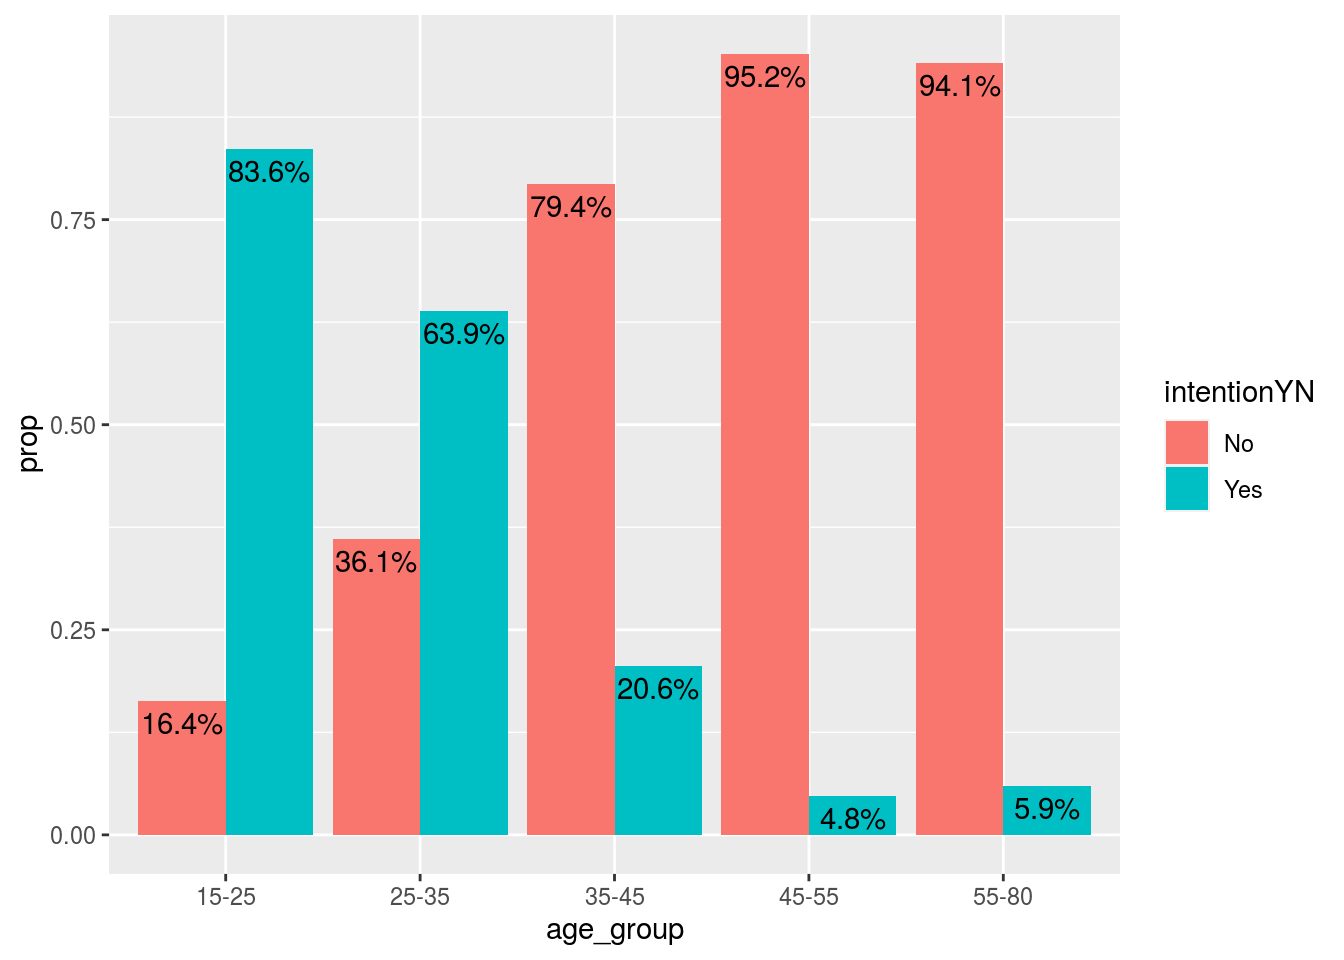 95.2%
94.1%
83.6%
79.4%
63.9%
36.1%
20.6%
16.4%
4.8%
5.9%
0.75
0.50
0.25
0.00
prop
15-25 25-35 35-45 45-55 55-80
age_group
intentionYN
No
Yes